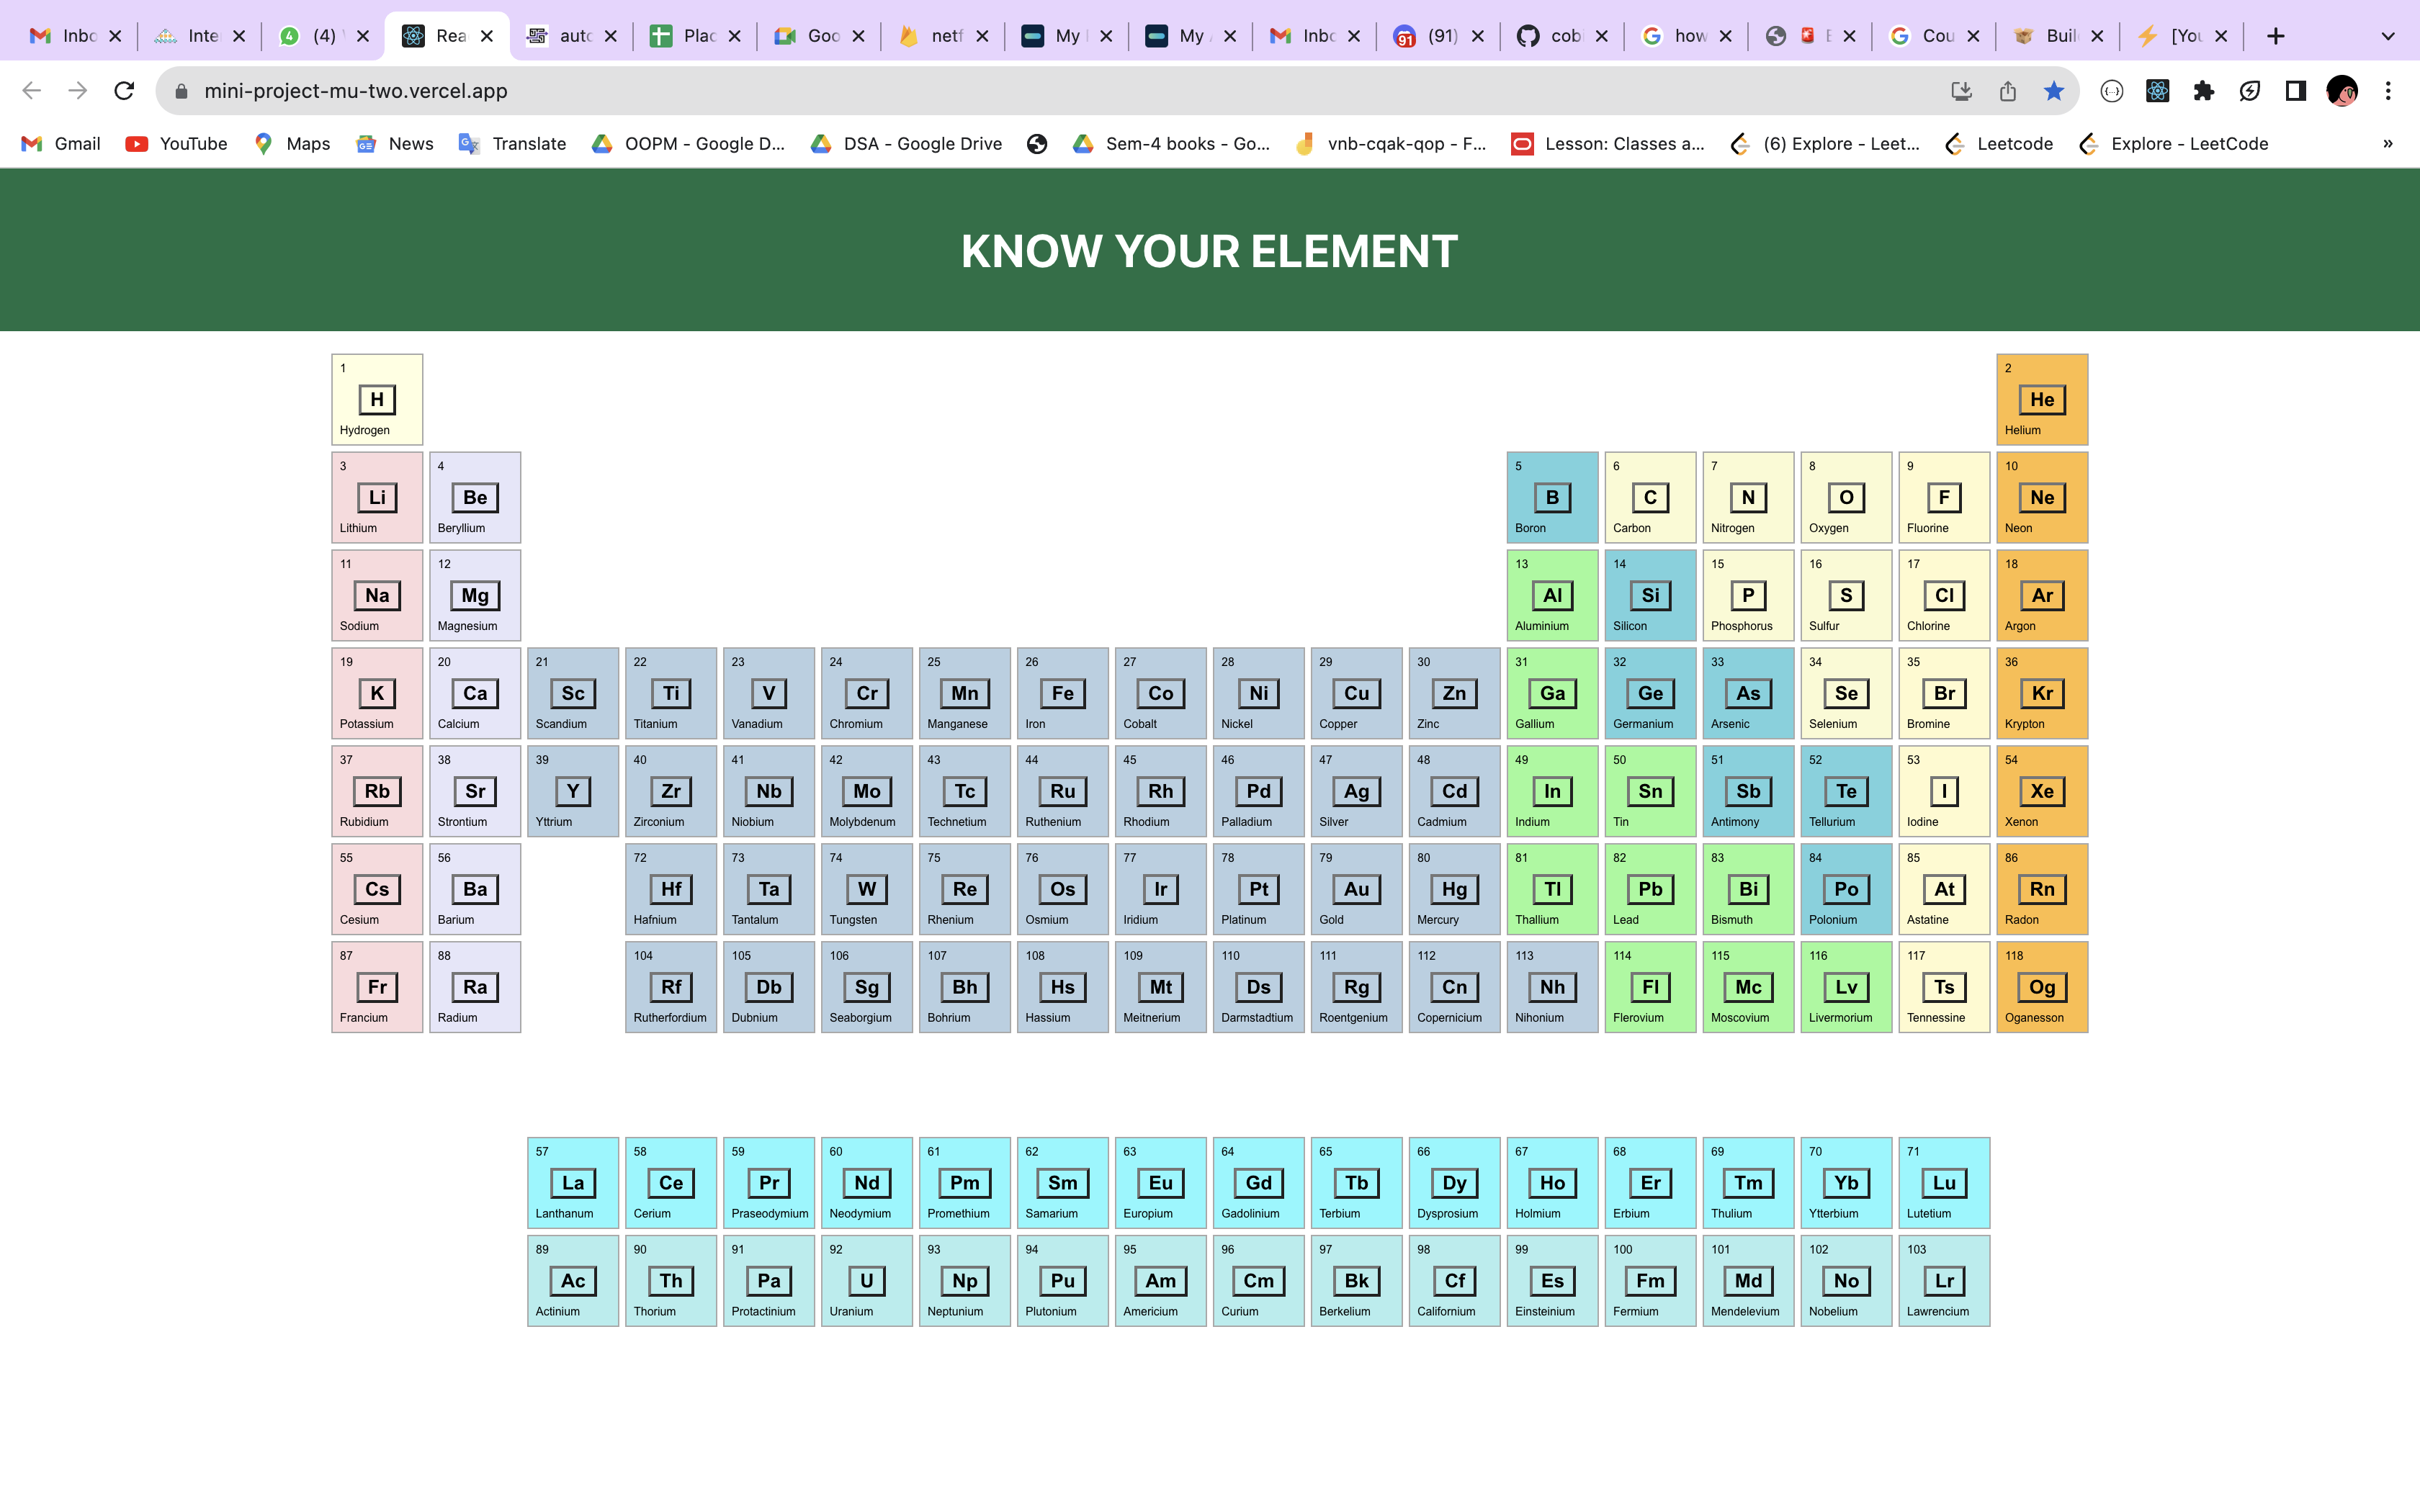 Inbo Inte (4) Rea auto Plac Goo netf My My Inbo (91) cob how Cou Buil [You
mini-project-mu-two.vercel.app
Gmail YouTube Maps News Translate OOPM - Google D... DSA - Google Drive Sem-4 books - Go... vnb-cqak-qop - F... Lesson: Classes a... (6) Explore - Leet... Leetcode Explore - LeetCode »
KNOW YOUR ELEMENT
1 2
H He
Hydrogen Helium
3 4 5 6 7 8 9 10
Li Be B C N O F Ne
Lithium Beryllium Boron Carbon Nitrogen Oxygen Fluorine Neon
11 12 13 14 15 16 17 18
Na Mg Al Si P S Cl Ar
Sodium Magnesium Aluminium Silicon Phosphorus Sulfur Chlorine Argon
19 20 21 22 23 24 25 26 27 28 29 30 31 32 33 34 35 36
K Ca Sc Ti V Cr Mn Fe Co Ni Cu Zn Ga Ge As Se Br Kr
Potassium Calcium Scandium Titanium Vanadium Chromium Manganese Iron Cobalt Nickel Copper Zinc Gallium Germanium Arsenic Selenium Bromine Krypton
37 38 39 40 41 42 43 44 45 46 47 48 49 50 51 52 53 54
Rb Sr Y Zr Nb Mo Tc Ru Rh Pd Ag Cd In Sn Sb Te I Xe
Rubidium Strontium Yttrium Zirconium Niobium Molybdenum Technetium Ruthenium Rhodium Palladium Silver Cadmium Indium Tin Antimony Tellurium Iodine Xenon
55 56 72 73 74 75 76 77 78 79 80 81 82 83 84 85 86
Cs Ba Hf Ta W Re Os Ir Pt Au Hg Tl Pb Bi Po At Rn
Cesium Barium Hafnium Tantalum Tungsten Rhenium Osmium Iridium Platinum Gold Mercury Thallium Lead Bismuth Polonium Astatine Radon
87 88 104 105 106 107 108 109 110 111 112 113 114 115 116 117 118
Fr Ra Rf Db Sg Bh Hs Mt Ds Rg Cn Nh Fl Mc Lv Ts Og
Francium Radium Rutherfordium Dubnium Seaborgium Bohrium Hassium Meitnerium Darmstadtium Roentgenium Copernicium Nihonium Flerovium Moscovium Livermorium Tennessine Oganesson
57 58 59 60 61 62 63 64 65 66 67 68 69 70 71
La Ce Pr Nd Pm Sm Eu Gd Tb Dy Ho Er Tm Yb Lu
Lanthanum Cerium Praseodymium Neodymium Promethium Samarium Europium Gadolinium Terbium Dysprosium Holmium Erbium Thulium Ytterbium Lutetium
89 90 91 92 93 94 95 96 97 98 99 100 101 102 103
Ac Th Pa U Np Pu Am Cm Bk Cf Es Fm Md No Lr
Actinium Thorium Protactinium Uranium Neptunium Plutonium Americium Curium Berkelium Californium Einsteinium Fermium Mendelevium Nobelium Lawrencium